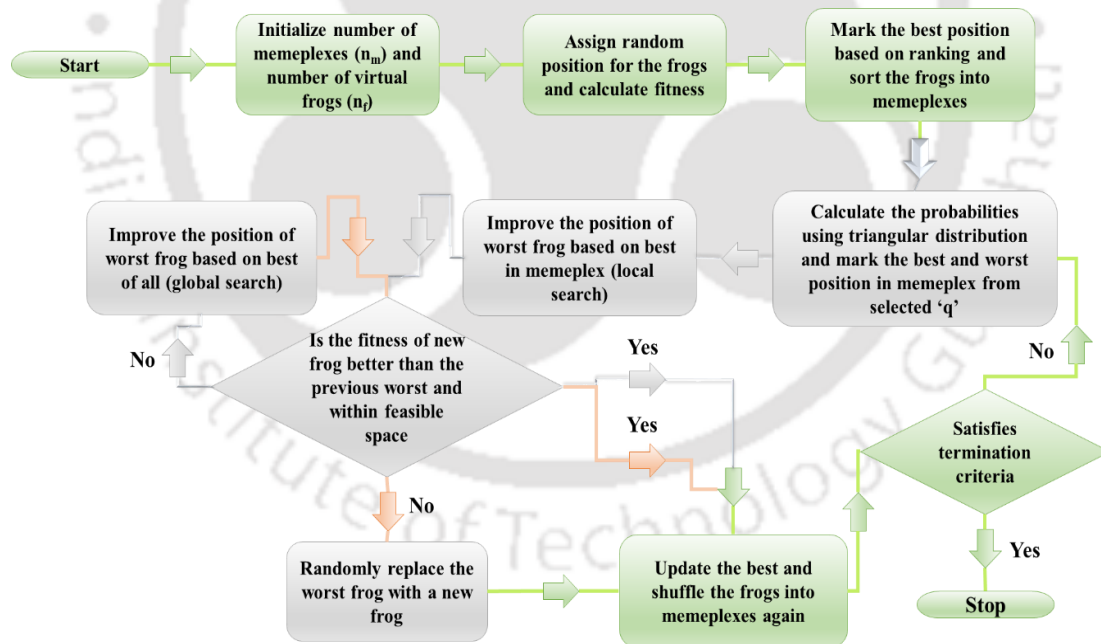 Start
Initialize number of
memeplexes (nm) and
number of virtual
frogs (nf)
Assign random
position for the frogs
and calculate fitness
Mark the best position
based on ranking and
sort the frogs into
memeplexes
Calculate the probabilities
using triangular distribution
and mark the best and worst
position in memeplex from
selected ‘q’
Improve the position of
worst frog based on best
in memeplex (local
search)
Improve the position of
worst frog based on best
of all (global search)
Is the fitness of new
frog better than the
previous worst and
within feasible
space
No
Yes
Yes
No
Randomly replace the
worst frog with a new
frog
Update the best and
shuffle the frogs into
memeplexes again
Satisfies
termination
criteria
No
Yes
Stop
stitute of Technology Gu